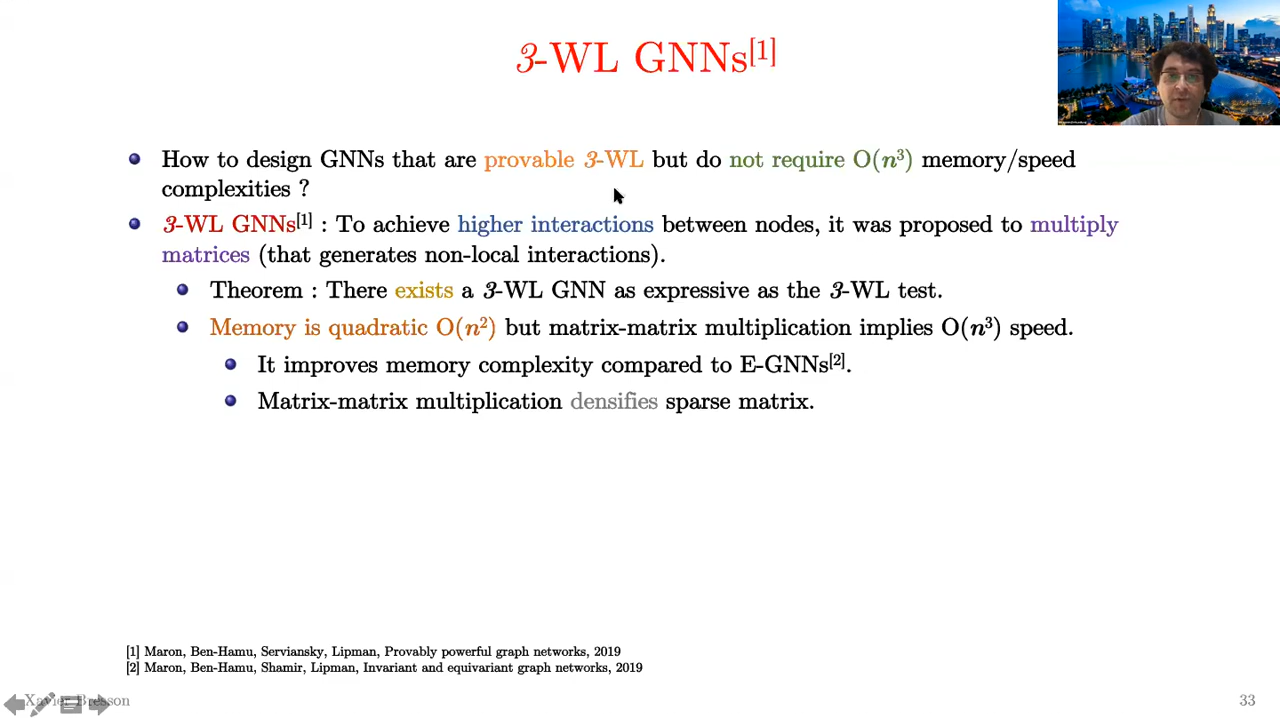 3-WL GNNs[1]
How to design GNNs that are provable 3-WL but do not require O(n³) memory/speed
complexities ?
3-WL GNNs[1] : To achieve higher interactions between nodes, it was proposed to multiply
matrices (that generates non-local interactions).
Theorem : There exists a 3-WL GNN as expressive as the 3-WL test.
Memory is quadratic O(n²) but matrix-matrix multiplication implies O(n³) speed.
It improves memory complexity compared to E-GNNs[2].
Matrix-matrix multiplication densifies sparse matrix.
[1] Maron, Ben-Hamu, Serviansky, Lipman, Provably powerful graph networks, 2019
[2] Maron, Ben-Hamu, Shamir, Lipman, Invariant and equivariant graph networks, 2019
Xavier Bresson
33